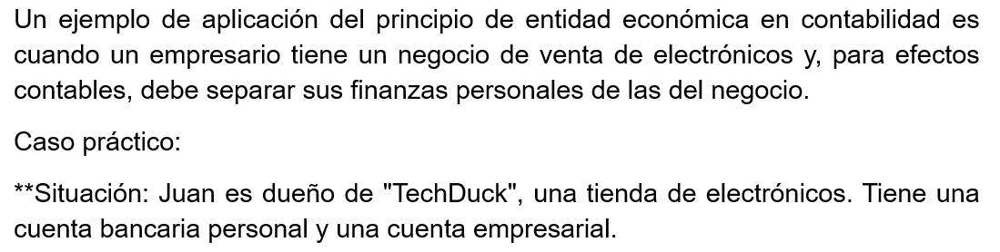 Un ejemplo de aplicación del principio de entidad económica en contabilidad es
cuando un empresario tiene un negocio de venta de electrónicos y, para efectos
contables, debe separar sus finanzas personales de las del negocio.
Caso práctico:
**Situación: Juan es dueño de "TechDuck", una tienda de electrónicos. Tiene una
cuenta bancaria personal y una cuenta empresarial.